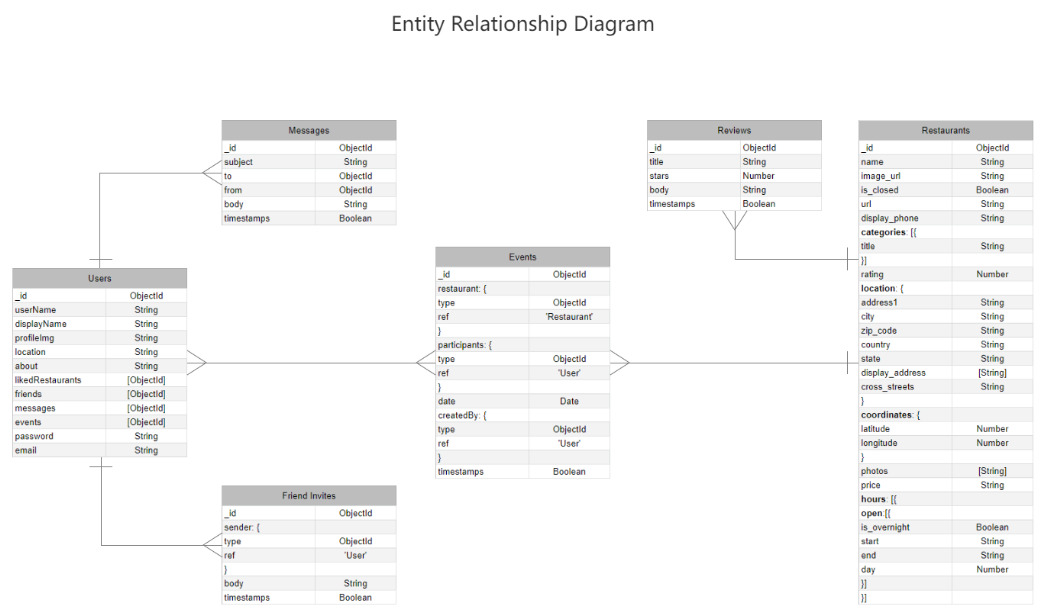 Entity Relationship Diagram
Messages
_id ObjectId
subject String
to ObjectId
from ObjectId
body String
timestamps Boolean
Reviews
_id ObjectId
title String
stars Number
body String
timestamps Boolean
Restaurants
_id ObjectId
name String
image_url String
is_closed Boolean
url String
display_phone String
categories: [{
title String
}]
rating Number
location: {
address1 String
city String
zip_code String
country String
state String
display_address [String]
cross_streets String
}
coordinates: {
latitude Number
longitude Number
}
photos [String]
price String
hours: [{
open:[{
is_overnight Boolean
start String
end String
day Number
}]
}]
Events
_id ObjectId
restaurant: {
type ObjectId
ref 'Restaurant'
}
participants: {
type ObjectId
ref 'User'
}
date Date
createdBy: {
type ObjectId
ref 'User'
}
timestamps Boolean
Users
_id ObjectId
userName String
displayName String
profileImg String
location String
about String
likedRestaurants [ObjectId]
friends [ObjectId]
messages [ObjectId]
events [ObjectId]
password String
email String
Friend Invites
_id ObjectId
sender: {
type ObjectId
ref 'User'
}
body String
timestamps Boolean